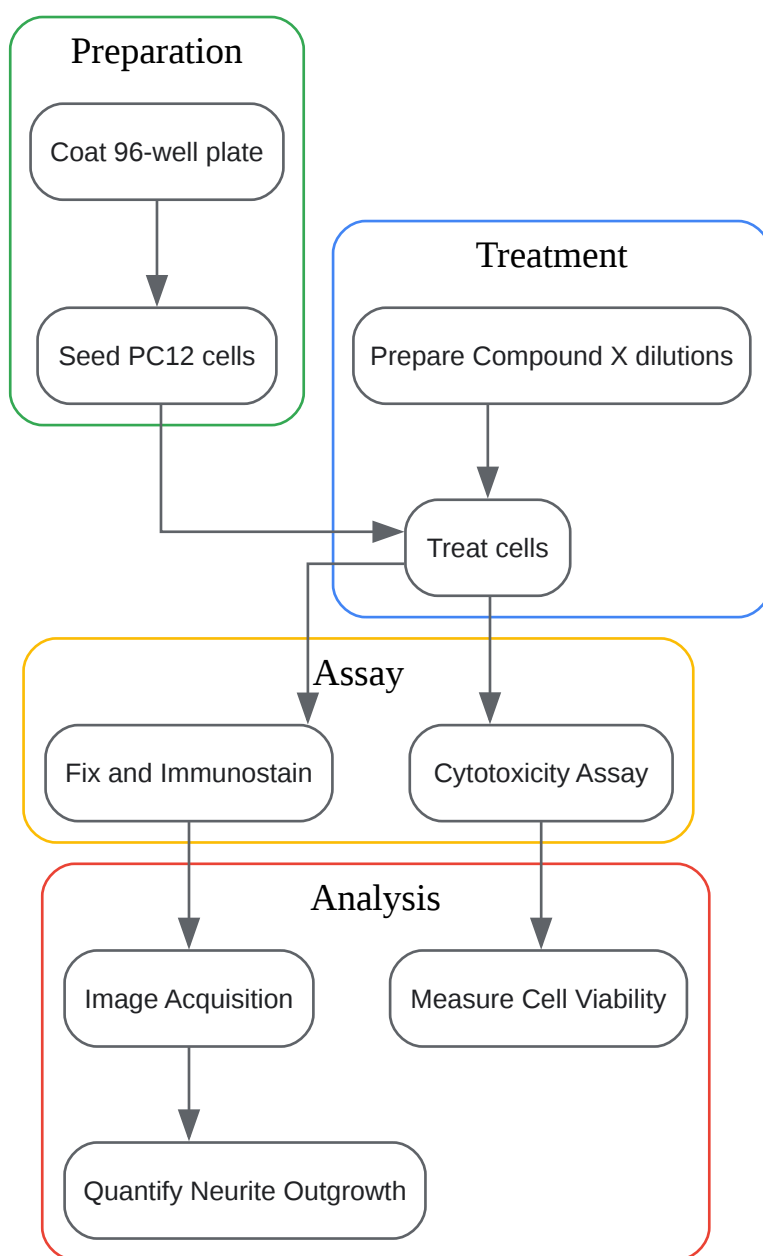 Preparation
Coat 96-well plate
Seed PC12 cells
Treatment
Prepare Compound X dilutions
Treat cells
Assay
Fix and Immunostain
Cytotoxicity Assay
Analysis
Image Acquisition
Measure Cell Viability
Quantify Neurite Outgrowth